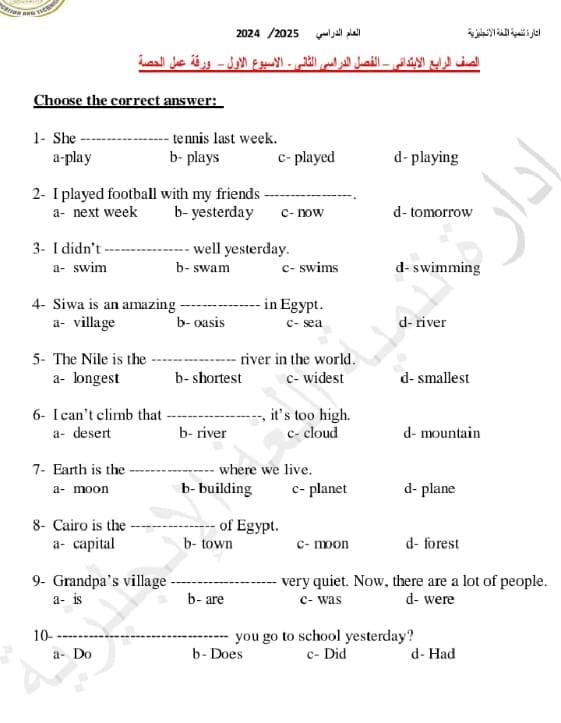 ادارة تنمية اللغة الانجليزية
العام الدراسي 2024 /2025
الصف الرابع الابتدائي – الفصل الدراسي الثاني - الاسبوع الاول – ورقة عمل الحصة
Choose the correct answer:
1- She ----------------- tennis last week.
a-play b- plays c- played d- playing
2- I played football with my friends -----------------.
a- next week b- yesterday c- now d- tomorrow
3- I didn’t ---------------- well yesterday.
a- swim b- swam c- swims d- swimming
4- Siwa is an amazing --------------- in Egypt.
a- village b- oasis c- sea d- river
5- The Nile is the ---------------- river in the world.
a- longest b- shortest c- widest d- smallest
6- I can’t climb that ------------------, it’s too high.
a- desert b- river c- cloud d- mountain
7- Earth is the ---------------- where we live.
a- moon b- building c- planet d- plane
8- Cairo is the ---------------- of Egypt.
a- capital b- town c- moon d- forest
9- Grandpa’s village -------------------- very quiet. Now, there are a lot of people.
a- is b- are c- was d- were
10- --------------------------------- you go to school yesterday?
a- Do b- Does c- Did d- Had
ادارة تنمية اللغة الإنجليزية